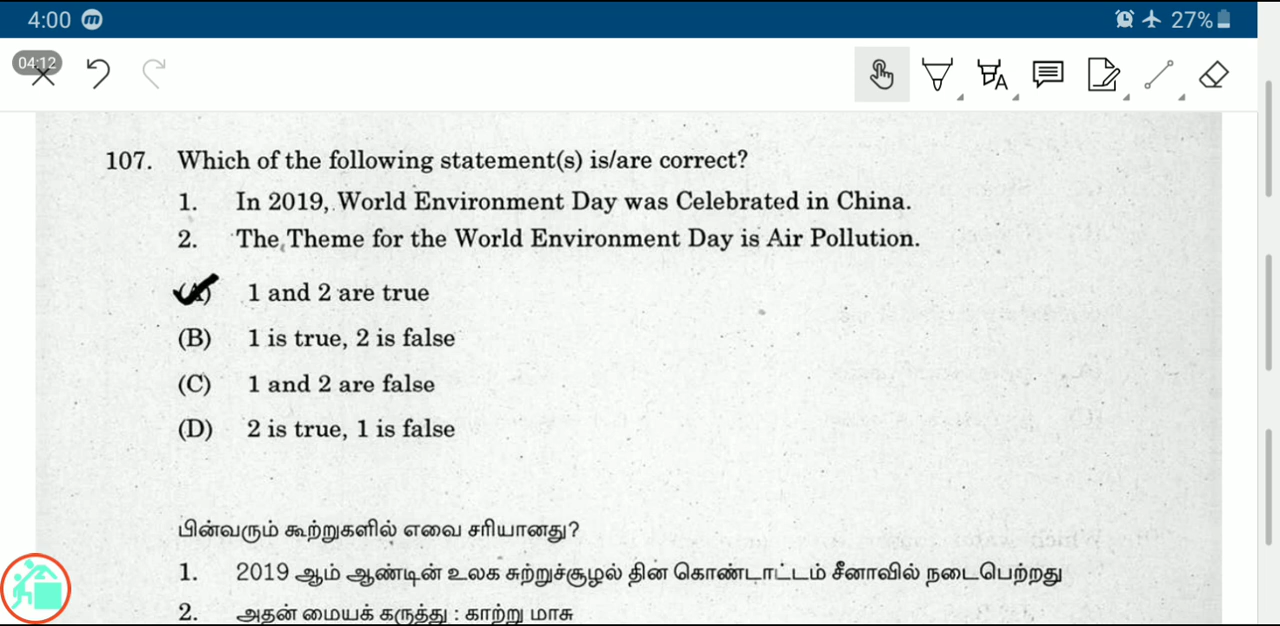 4:00
27%
04:12
107. Which of the following statement(s) is/are correct?
1. In 2019, World Environment Day was Celebrated in China.
2. The Theme for the World Environment Day is Air Pollution.
(A) 1 and 2 are true
(B) 1 is true, 2 is false
(C) 1 and 2 are false
(D) 2 is true, 1 is false
பின்வரும் கூற்றுகளில் எவை சரியானது?
1. 2019 ஆம் ஆண்டின் உலக சுற்றுச்சூழல் தின கொண்டாட்டம் சீனாவில் நடைபெற்றது
2. அதன் மையக் கருத்து : காற்று மாசு